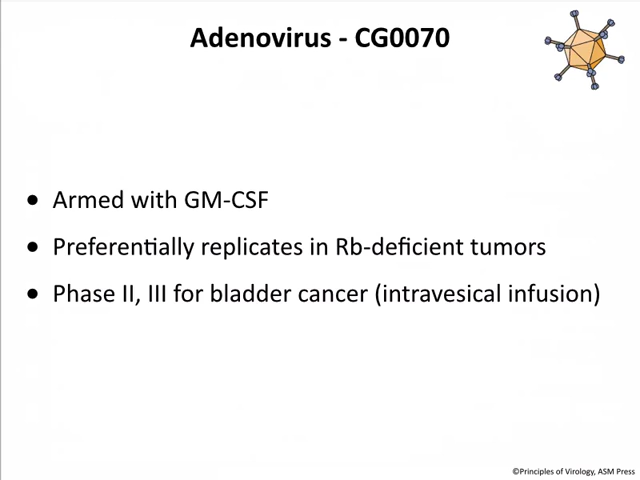 Adenovirus - CG0070
• Armed with GM-CSF
• Preferentially replicates in Rb-deficient tumors
• Phase II, III for bladder cancer (intravesical infusion)
©Principles of Virology, ASM Press